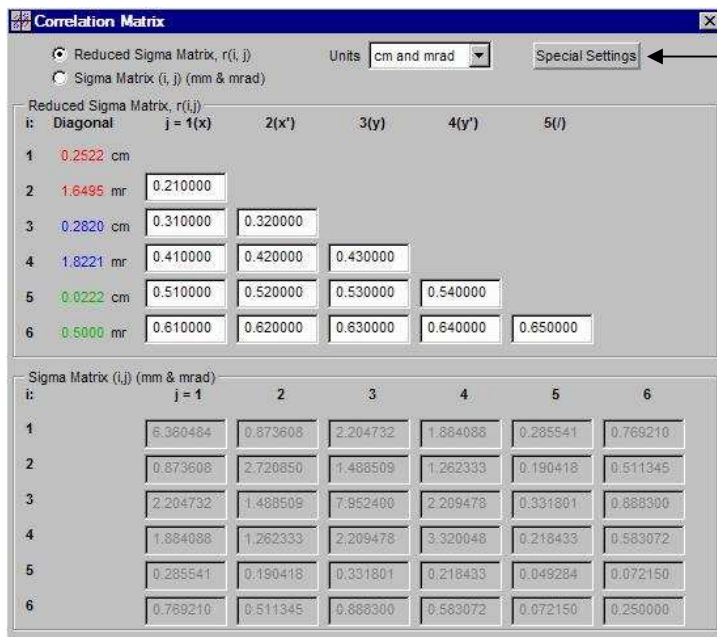 Correlation Matrix
Reduced Sigma Matrix, r(i, j) Units cm and mrad Special Settings
Sigma Matrix (i, j) (mm & mrad)
Reduced Sigma Matrix, r(i,j)
i: Diagonal j = 1(x) 2(x') 3(y) 4(y') 5(/)
1 0.2522 cm
2 1.6495 mr 0.210000
3 0.2820 cm 0.310000 0.320000
4 1.8221 mr 0.410000 0.420000 0.430000
5 0.0222 cm 0.510000 0.520000 0.530000 0.540000
6 0.5000 mr 0.610000 0.620000 0.630000 0.640000 0.650000
Sigma Matrix (i,j) (mm & mrad)
i: j = 1 2 3 4 5 6
1 6.360484 0.873608 2.204732 1.884088 0.285541 0.769210
2 0.873608 2.720850 1.488509 1.262333 0.190418 0.511345
3 2.204732 1.488509 7.952400 2.209478 0.331801 0.888300
4 1.884088 1.262333 2.209478 3.320048 0.218433 0.583072
5 0.285541 0.190418 0.331801 0.218433 0.049284 0.072150
6 0.769210 0.511345 0.888300 0.583072 0.072150 0.250000